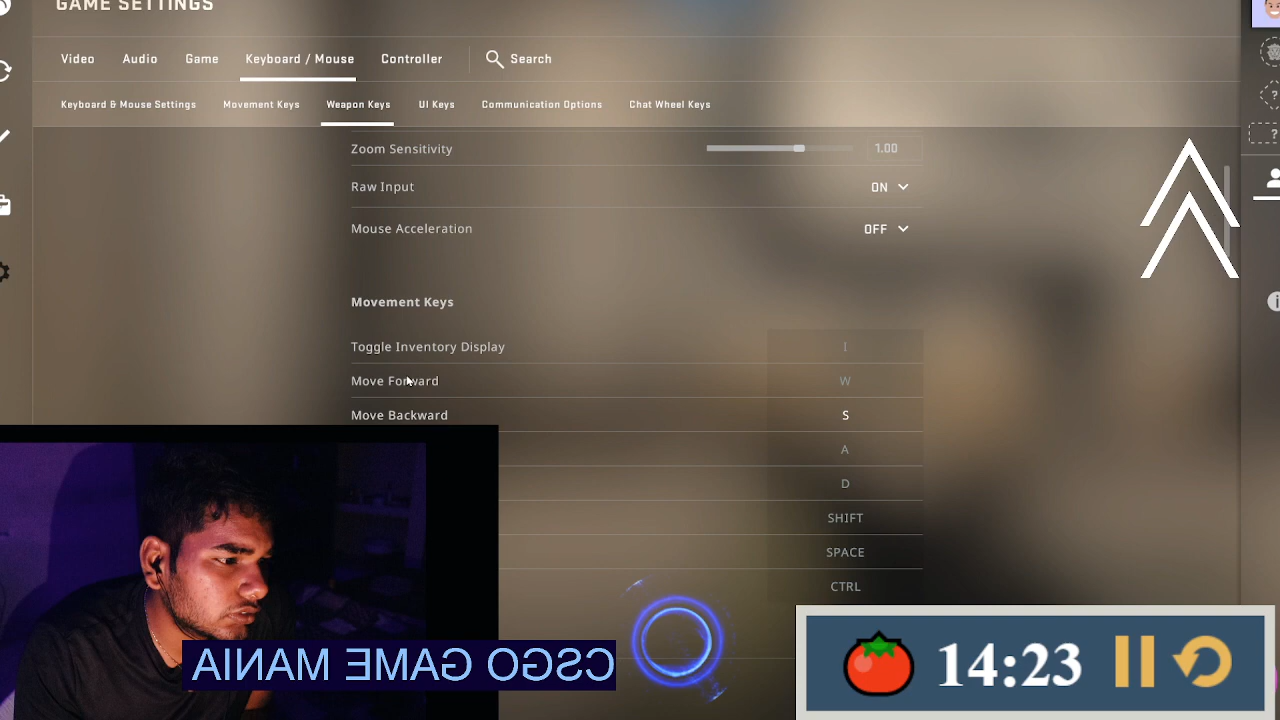 GAME SETTINGS
Video Audio Game Keyboard / Mouse Controller Search
Keyboard & Mouse Settings Movement Keys Weapon Keys UI Keys Communication Options Chat Wheel Keys
Zoom Sensitivity 1.00
Raw Input ON
Mouse Acceleration OFF
Movement Keys
Toggle Inventory Display I
Move Forward W
Move Backward S
A
D
SHIFT
SPACE
CTRL
CSGO GAME MANIA
14:23